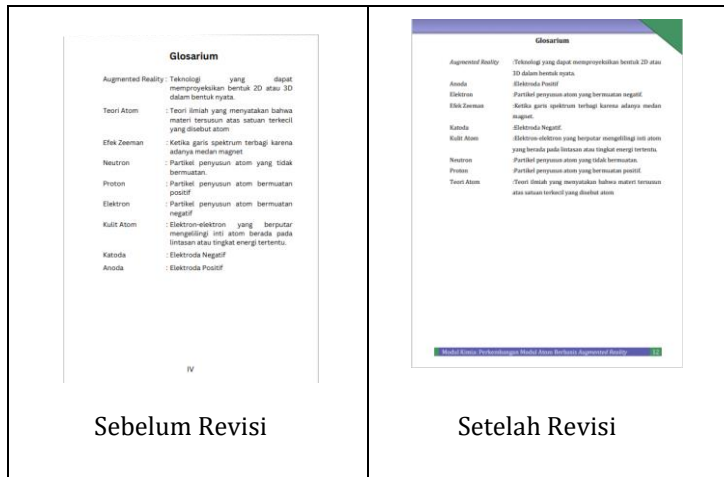 Glosarium
Augmented Reality : Teknologi yang dapat
memproyeksikan bentuk 2D atau 3D
dalam bentuk nyata.
Teori Atom : Teori ilmiah yang menyatakan bahwa
materi tersusun atas satuan terkecil
yang disebut atom
Efek Zeeman : Ketika garis spektrum terbagi karena
adanya medan magnet
Neutron : Partikel penyusun atom yang tidak
bermuatan.
Proton : Partikel penyusun atom bermuatan
positif
Elektron : Partikel penyusun atom bermuatan
negatif
Kulit Atom : Elektron-elektron yang berputar
mengelilingi inti atom berada pada
lintasan atau tingkat energi tertentu.
Katoda : Elektroda Negatif
Anoda : Elektroda Positif
IV
Sebelum Revisi
Glosarium
Augmented Reality :Teknologi yang dapat memproyeksikan bentuk 2D atau
3D dalam bentuk nyata.
Anoda :Elektroda Positif
Elektron :Partikel penyusun atom yang bermuatan negatif.
Efek Zeeman :Ketika garis spektrum terbagi karena adanya medan
magnet.
Katoda :Elektroda Negatif.
Kulit Atom :Elektron-elektron yang berputar mengelilingi inti atom
yang berada pada lintasan atau tingkat energi tertentu.
Neutron :Partikel penyusun atom yang tidak bermuatan.
Proton :Partikel penyusun atom yang bermuatan positif.
Teori Atom :Teori ilmiah yang menyatakan bahwa materi tersusun
atas satuan terkecil yang disebut atom
Modul Kimia: Perkembangan Modul Atom Berbasis Augmented Reality 12
Setelah Revisi